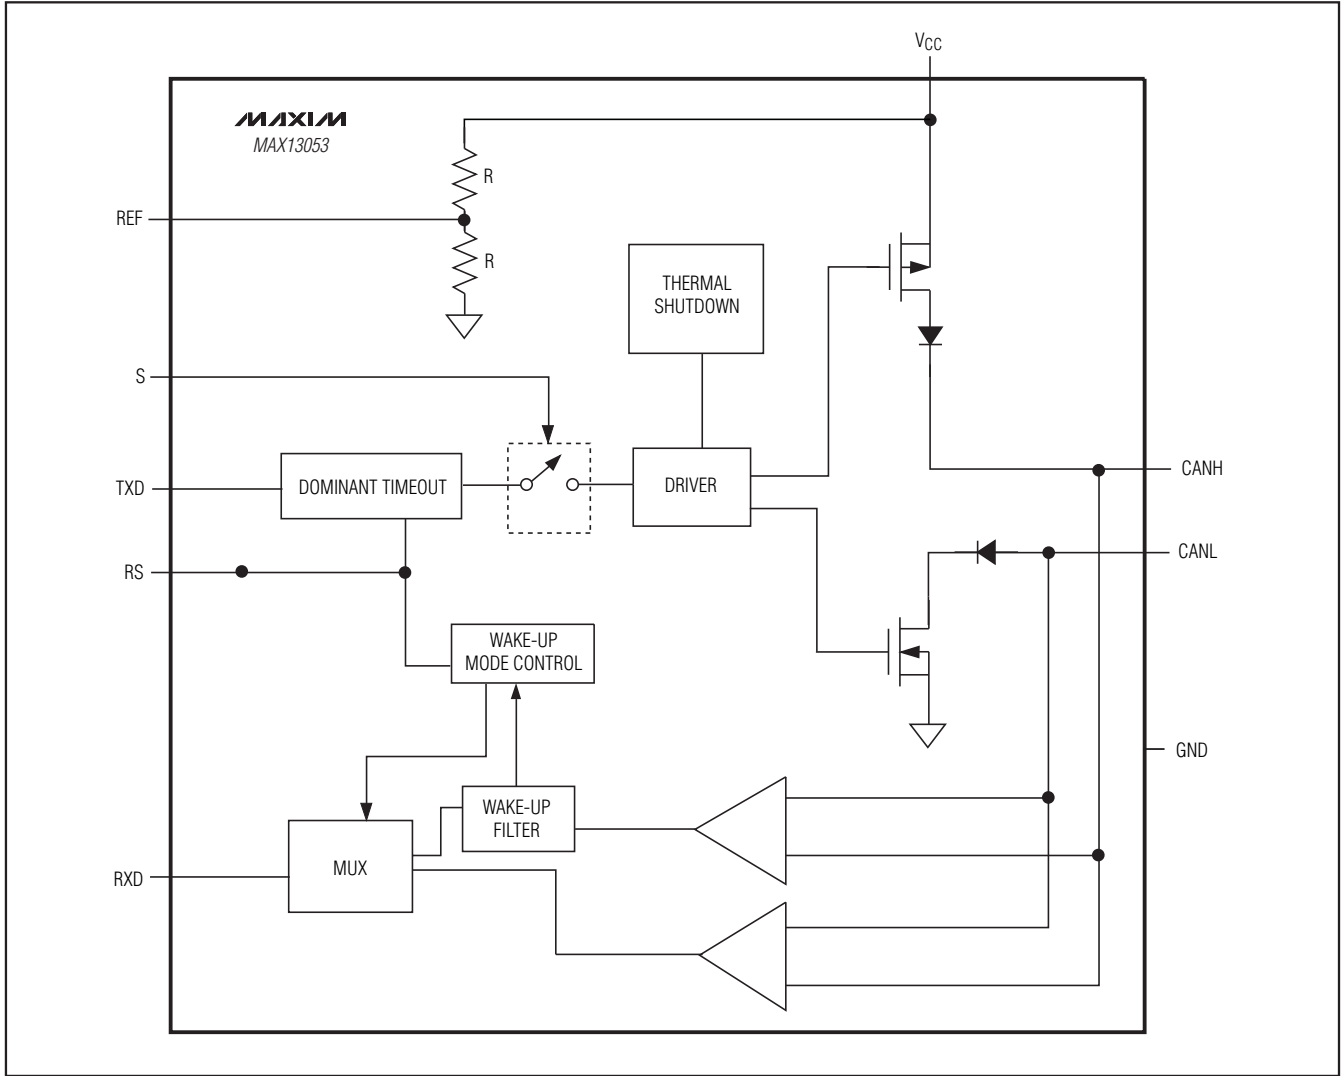 VCC
MAXIM
MAX13053
R
REF
R
THERMAL
SHUTDOWN
S
DOMINANT TIMEOUT
DRIVER
CANH
TXD
CANL
RS
WAKE-UP
MODE CONTROL
GND
WAKE-UP
FILTER
MUX
RXD